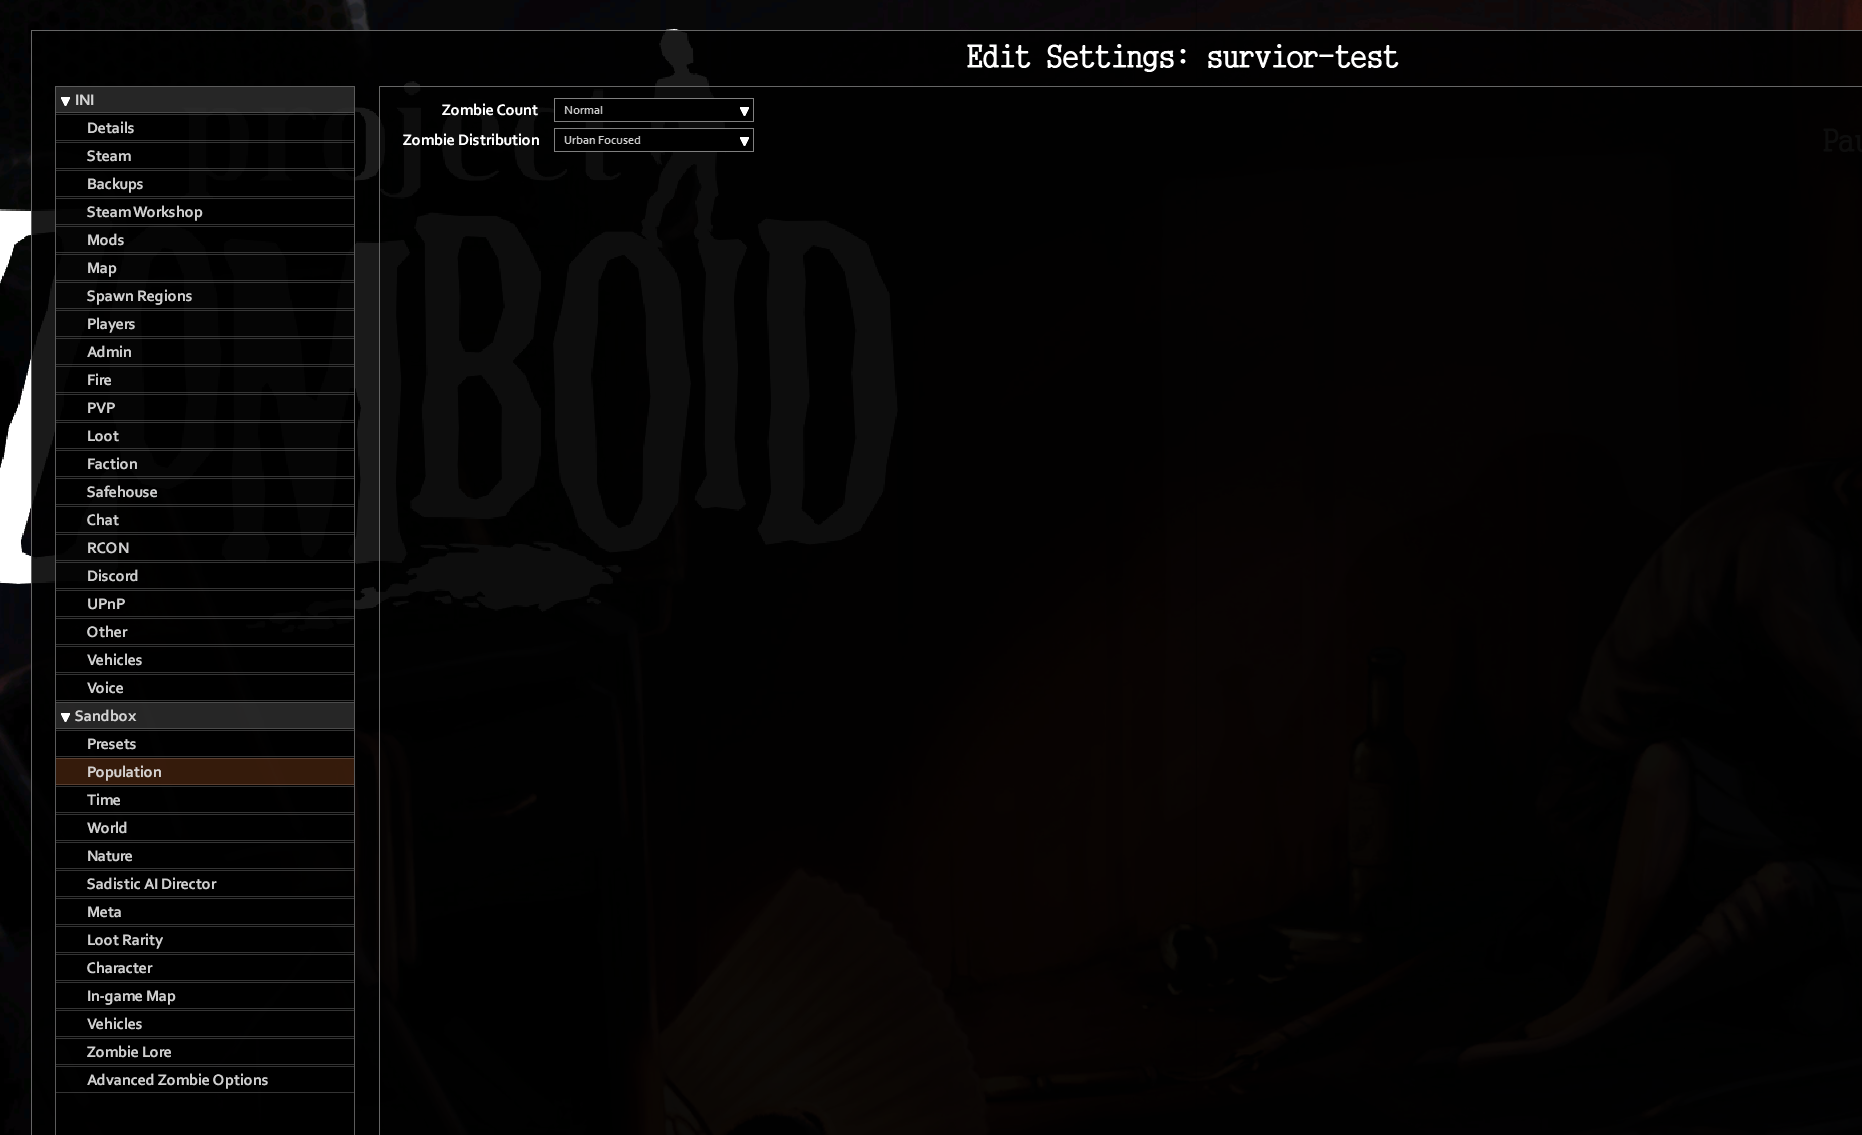 Edit Settings: survior-test
INI
Details
Steam
Backups
Steam Workshop
Mods
Map
Spawn Regions
Players
Admin
Fire
PVP
Loot
Faction
Safehouse
Chat
RCON
Discord
UPnP
Other
Vehicles
Voice
Sandbox
Presets
Population
Time
World
Nature
Sadistic AI Director
Meta
Loot Rarity
Character
In-game Map
Vehicles
Zombie Lore
Advanced Zombie Options
Zombie Count Normal
Zombie Distribution Urban Focused
project
ZOMBOID